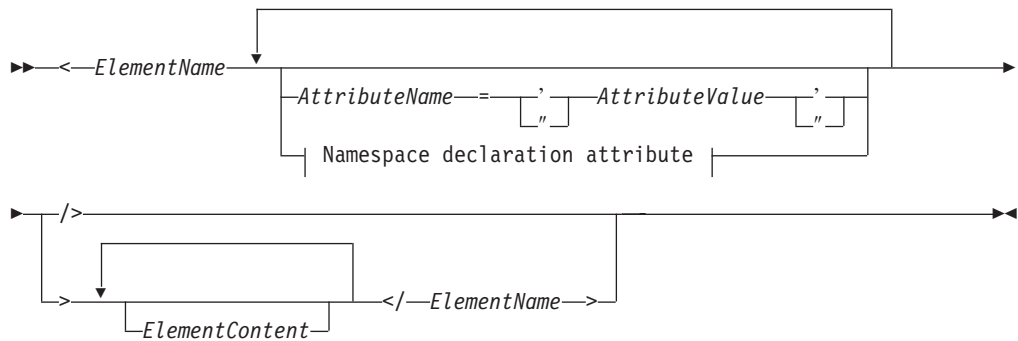 < ElementName
AttributeName = ' AttributeValue '
" "
Namespace declaration attribute
/>
> </ ElementName >
ElementContent